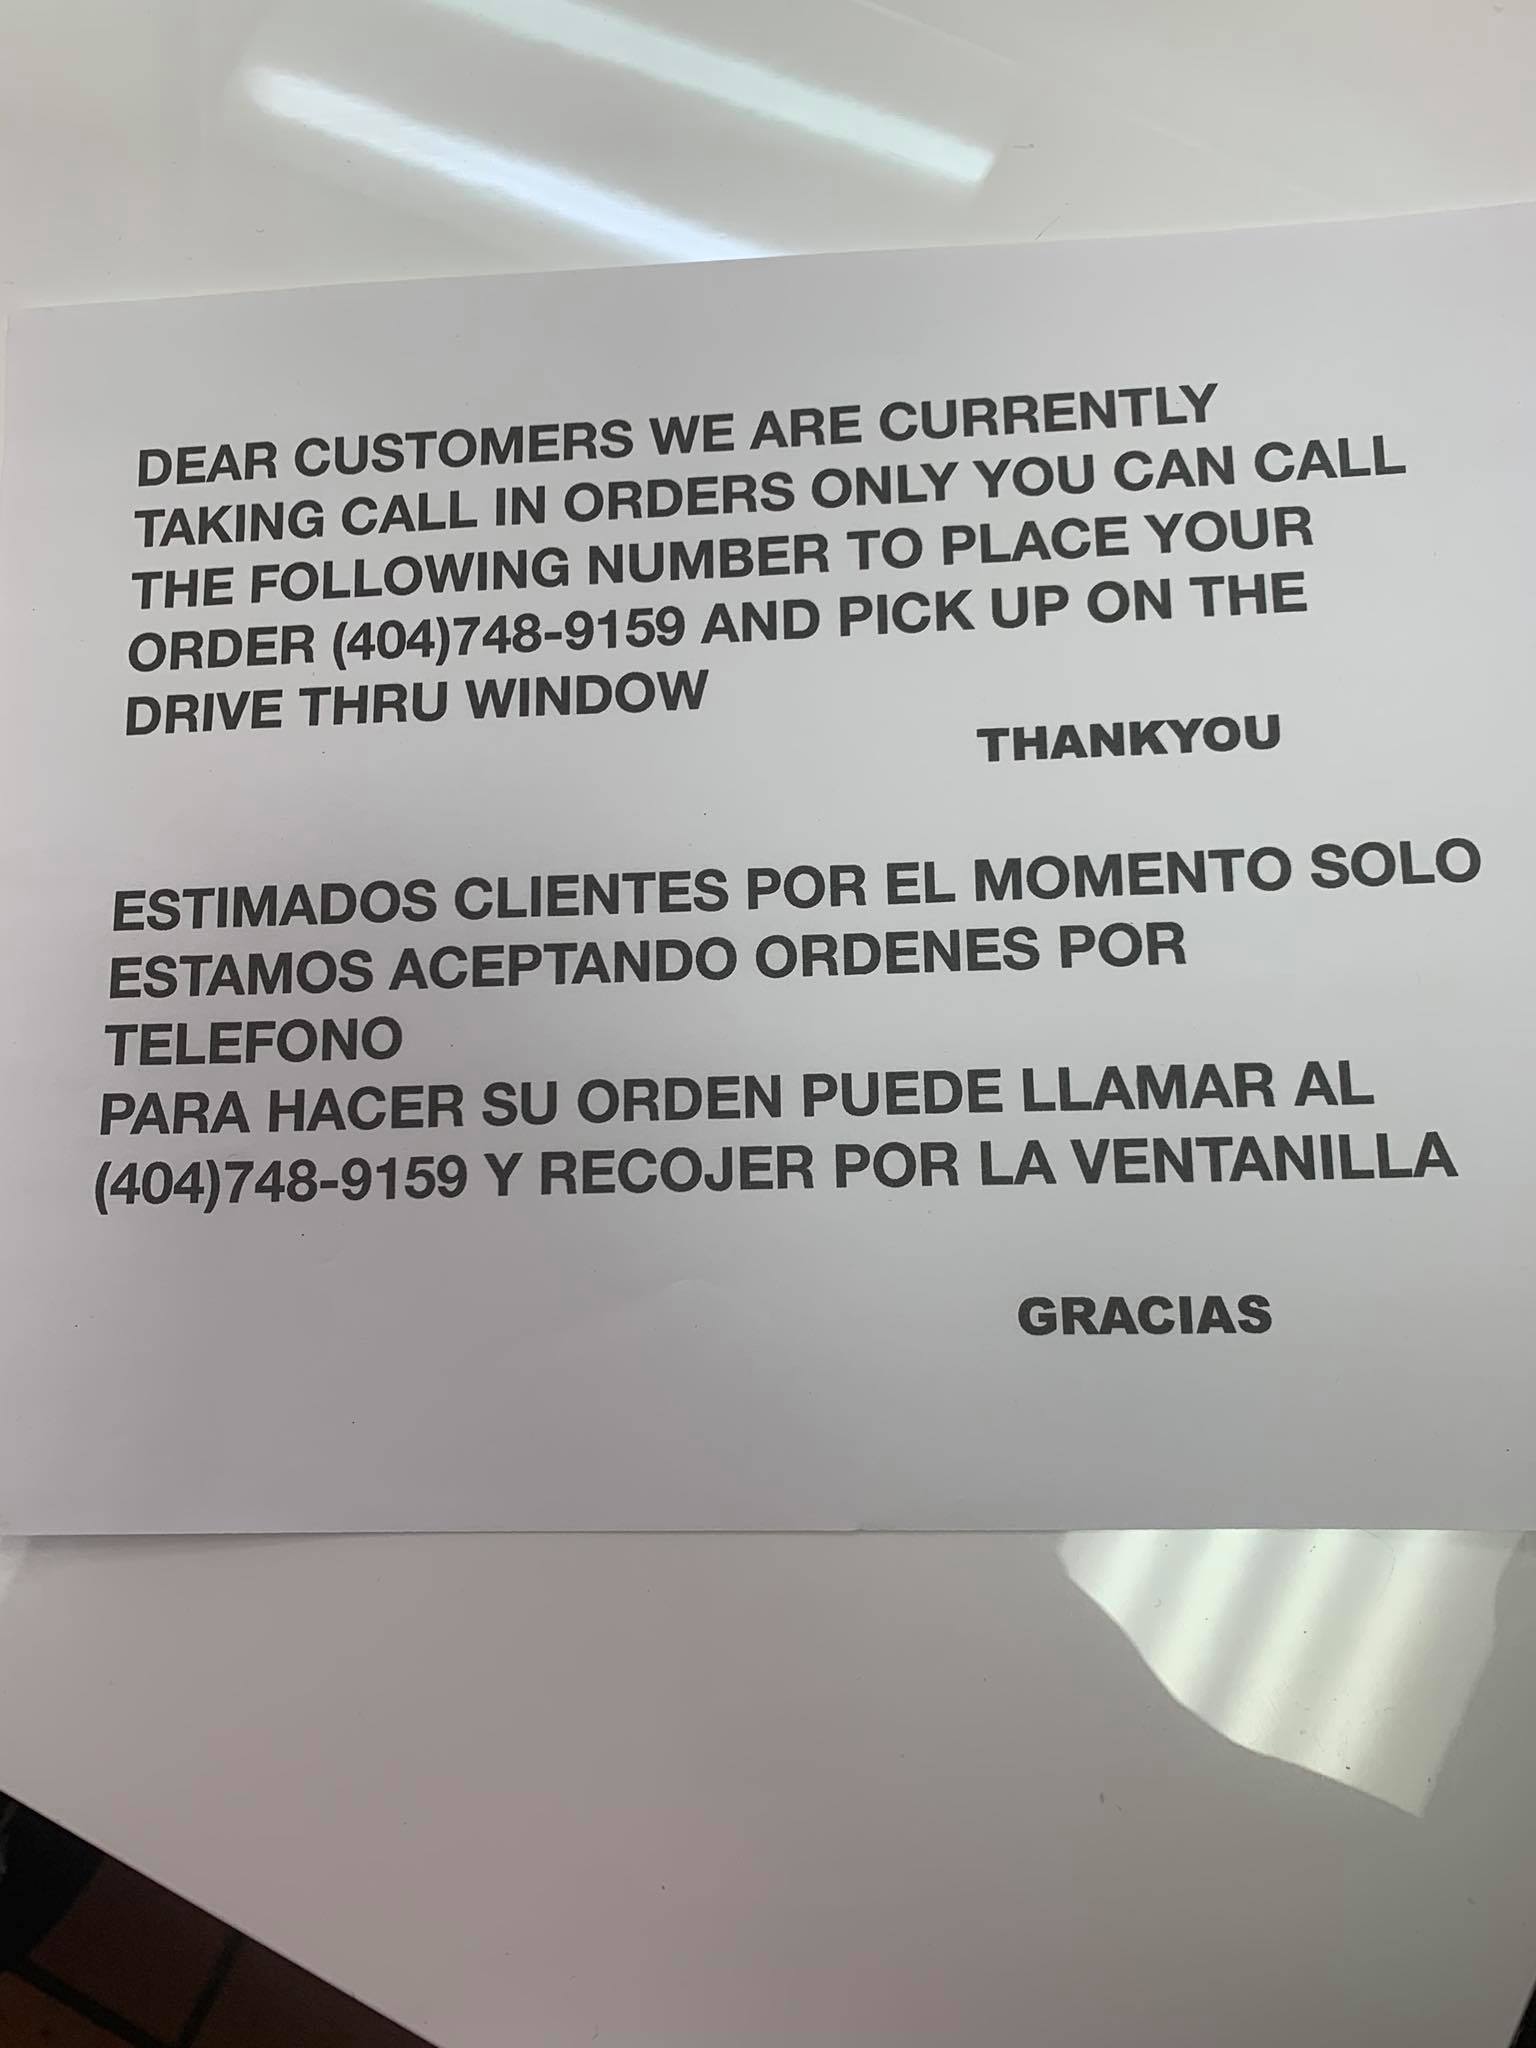 DEAR CUSTOMERS WE ARE CURRENTLY
TAKING CALL IN ORDERS ONLY YOU CAN CALL
THE FOLLOWING NUMBER TO PLACE YOUR
ORDER (404)748-9159 AND PICK UP ON THE
DRIVE THRU WINDOW
THANKYOU
ESTIMADOS CLIENTES POR EL MOMENTO SOLO
ESTAMOS ACEPTANDO ORDENES POR
TELEFONO
PARA HACER SU ORDEN PUEDE LLAMAR AL
(404)748-9159 Y RECOJER POR LA VENTANILLA
GRACIAS